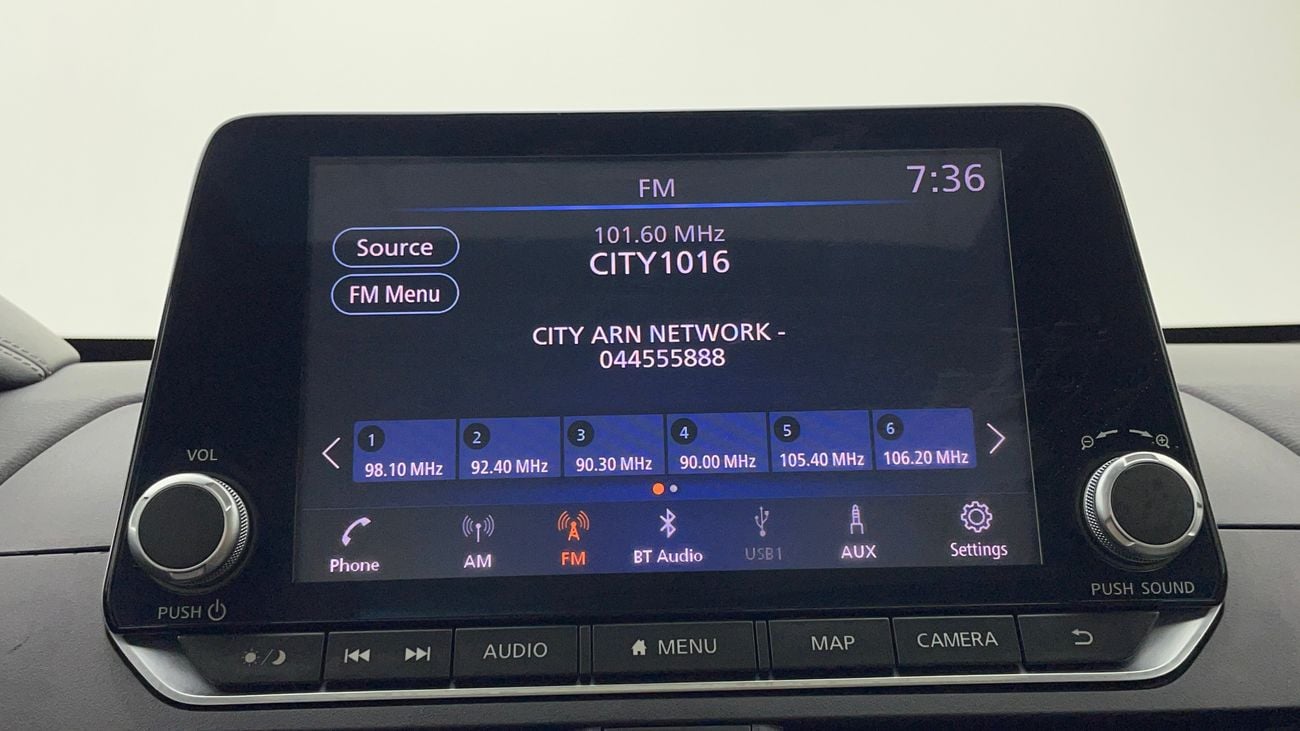 FM
7:36
101.60 MHz
CITY1016
Source
FM Menu
CITY ARN NETWORK -
044555888
1 2 3 4 5 6
98.10 MHz 92.40 MHz 90.30 MHz 90.00 MHz 105.40 MHz 106.20 MHz
Phone AM FM BT Audio USB1 AUX Settings
VOL
PUSH
PUSH SOUND
AUDIO MENU MAP CAMERA